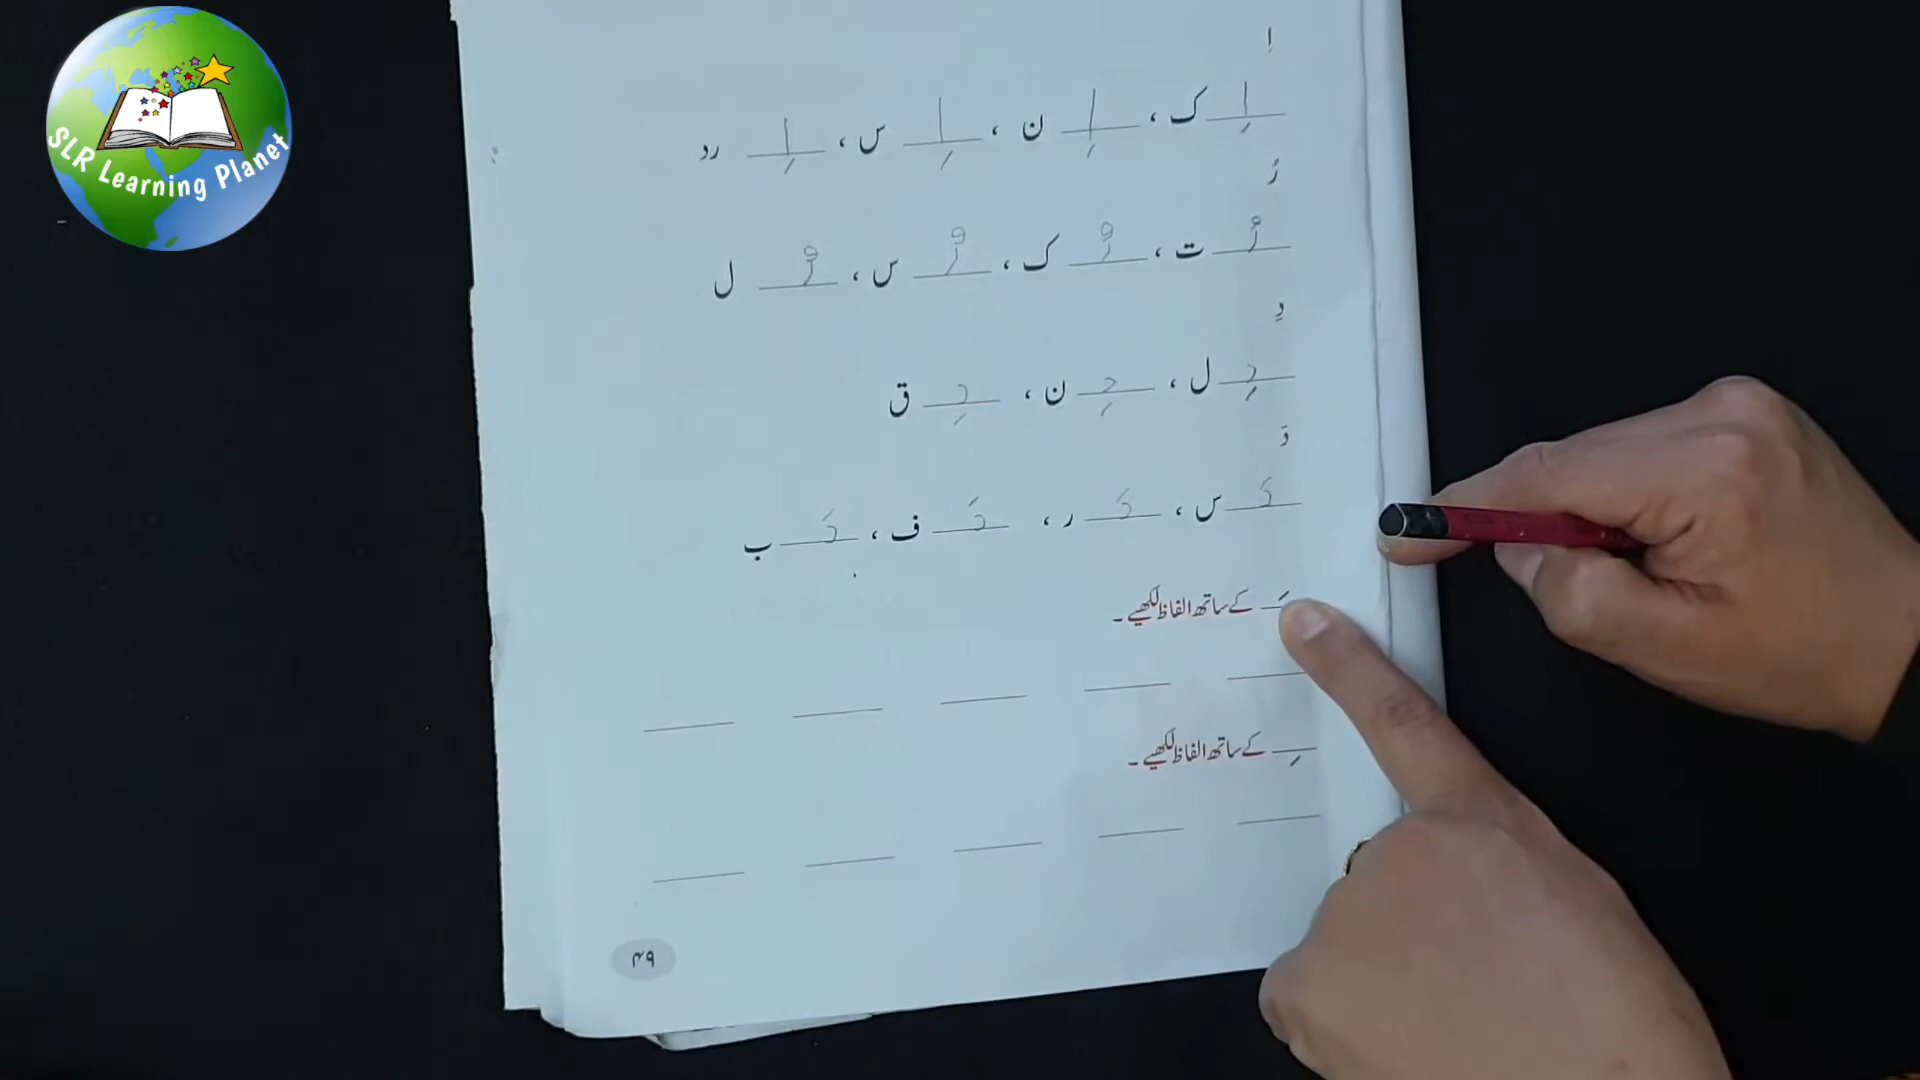 SLR Learning Planet
اِ
اِ ک ، اِ ن ، اِ س ، اِ رد
رُ
رُ ت ، رُ ک ، رُ س ، رُ ل
دِ
دِ ل ، دِ ن ، دِ ق
دَ
دَ س ، دَ ر ، دَ ف ، دَ ب
ـَ کے ساتھ الفاظ لکھیے۔
ـِ کے ساتھ الفاظ لکھیے۔
۴۹